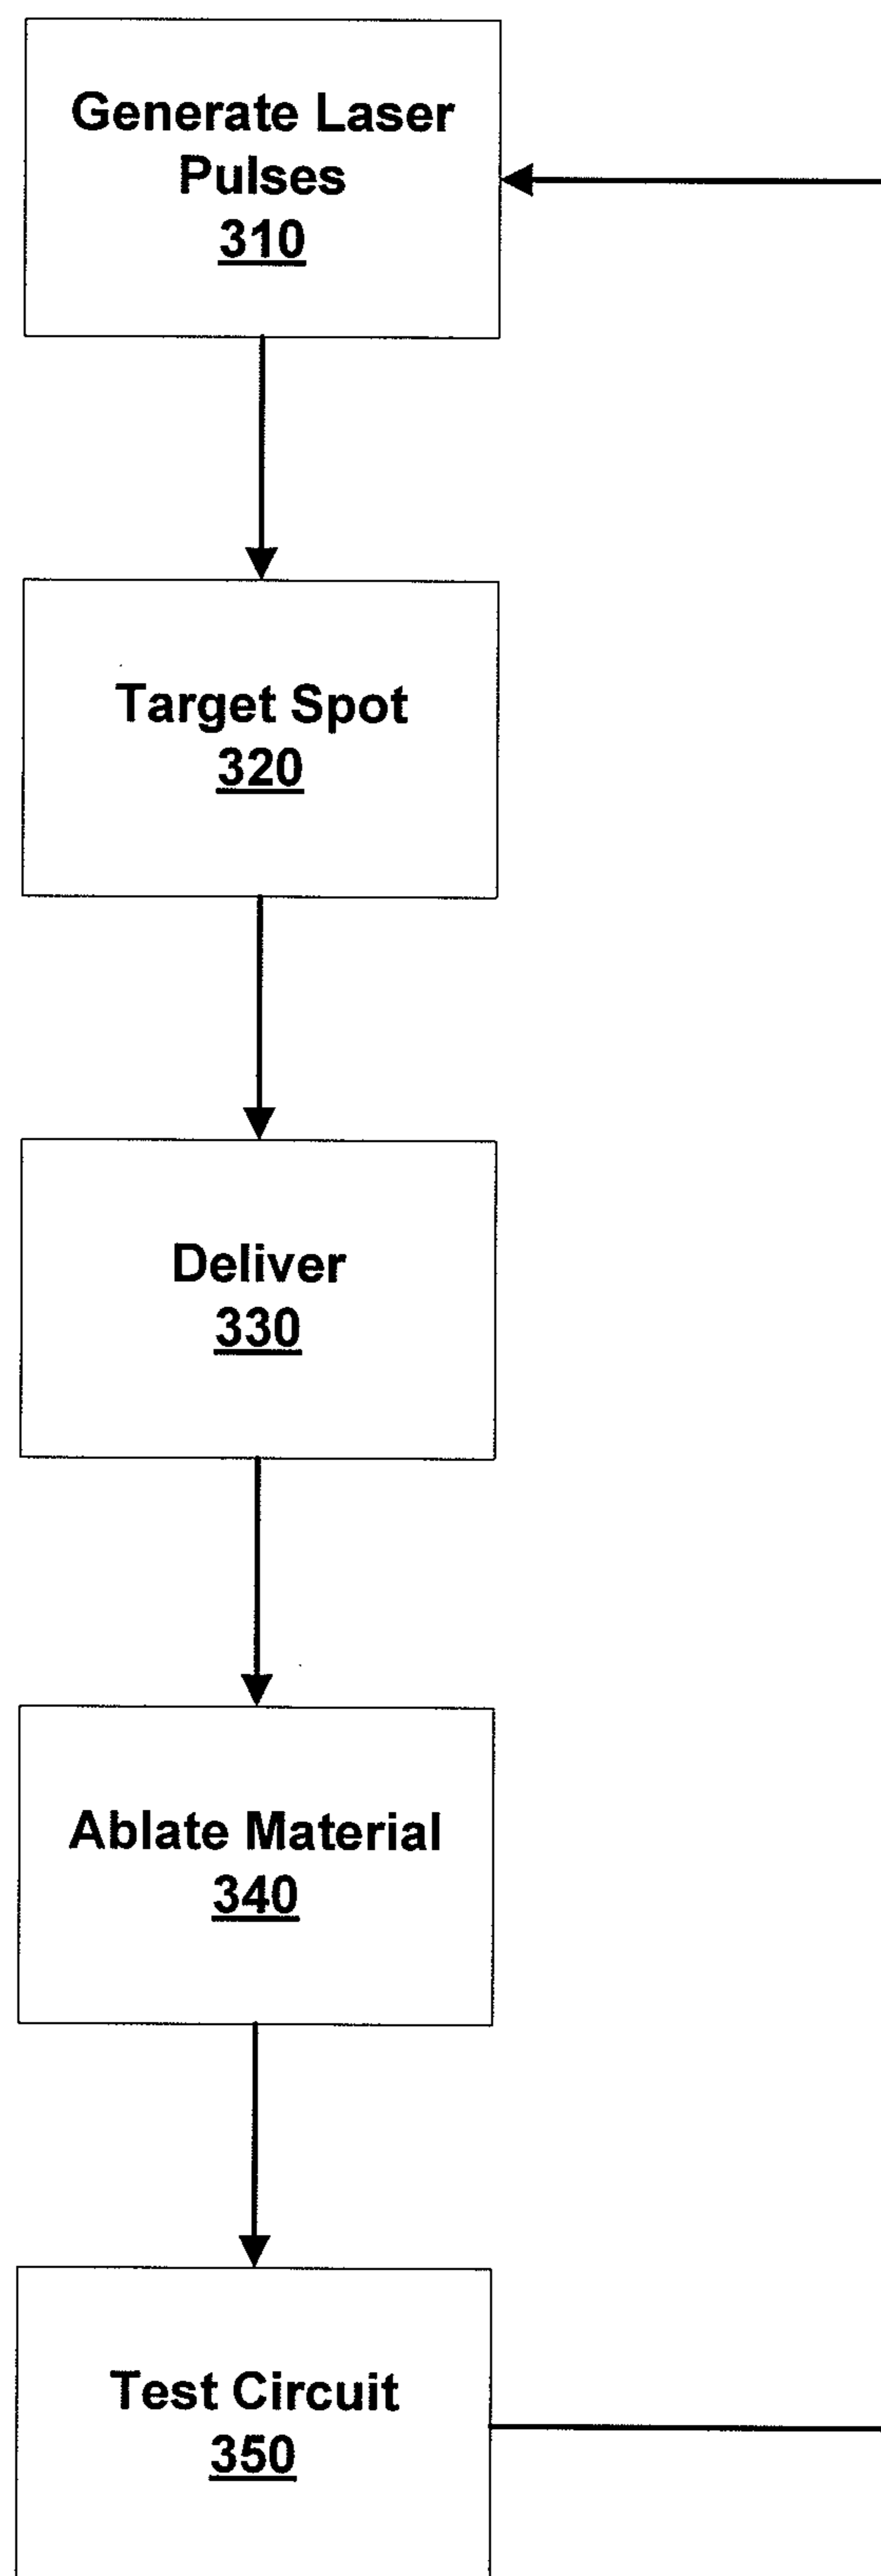 Generate Laser
Pulses
310
Target Spot
320
Deliver
330
Ablate Material
340
Test Circuit
350